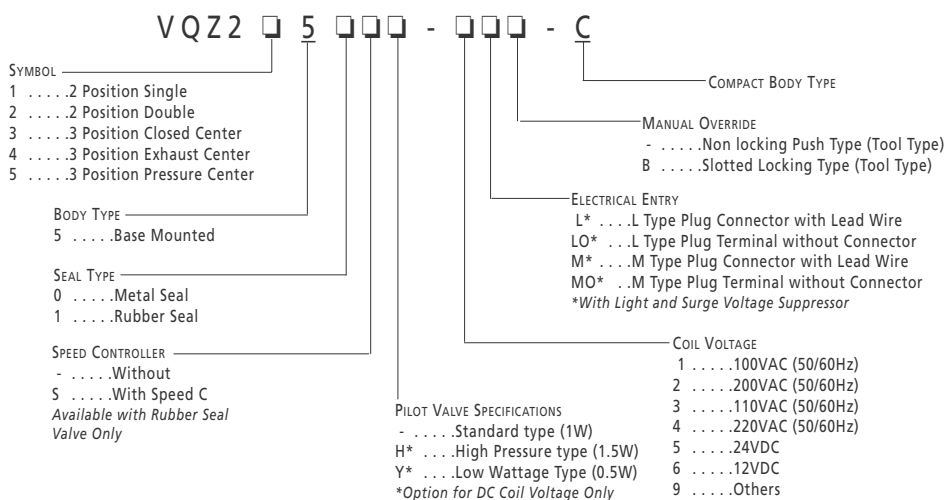 VQZ2 ❑ 5 ❑❑❑ - ❑❑❑ - C
SYMBOL
1 . . . . .2 Position Single
2 . . . . .2 Position Double
3 . . . . .3 Position Closed Center
4 . . . . .3 Position Exhaust Center
5 . . . . .3 Position Pressure Center
BODY TYPE
5 . . . . .Base Mounted
SEAL TYPE
0 . . . . .Metal Seal
1 . . . . .Rubber Seal
SPEED CONTROLLER
- . . . . .Without
S . . . . .With Speed C
Available with Rubber Seal
Valve Only
PILOT VALVE SPECIFICATIONS
- . . . . .Standard type (1W)
H* . . . .High Pressure type (1.5W)
Y* . . . .Low Wattage Type (0.5W)
*Option for DC Coil Voltage Only
COIL VOLTAGE
1 . . . . .100VAC (50/60Hz)
2 . . . . .200VAC (50/60Hz)
3 . . . . .110VAC (50/60Hz)
4 . . . . .220VAC (50/60Hz)
5 . . . . .24VDC
6 . . . . .12VDC
9 . . . . .Others
ELECTRICAL ENTRY
L* . . . .L Type Plug Connector with Lead Wire
LO* . . .L Type Plug Terminal without Connector
M* . . . .M Type Plug Connector with Lead Wire
MO* . .M Type Plug Terminal without Connector
*With Light and Surge Voltage Suppressor
MANUAL OVERRIDE
- . . . . .Non locking Push Type (Tool Type)
B . . . . .Slotted Locking Type (Tool Type)
COMPACT BODY TYPE